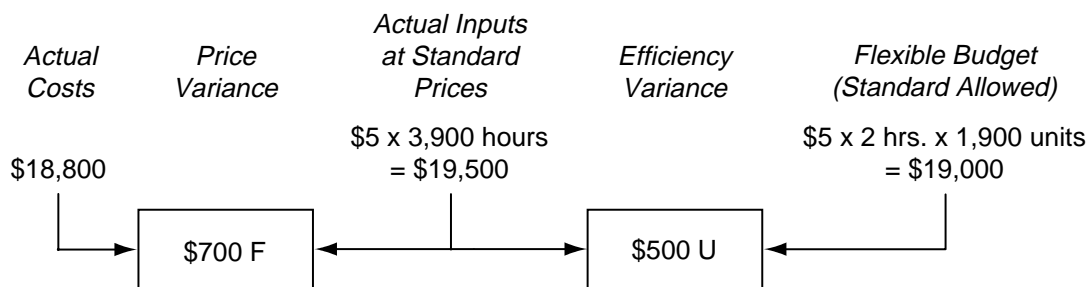 Actual
Costs
Price
Variance
Actual Inputs
at Standard
Prices
Efficiency
Variance
Flexible Budget
(Standard Allowed)
$18,800
$5 x 3,900 hours
= $19,500
$5 x 2 hrs. x 1,900 units
= $19,000
$700 F
$500 U